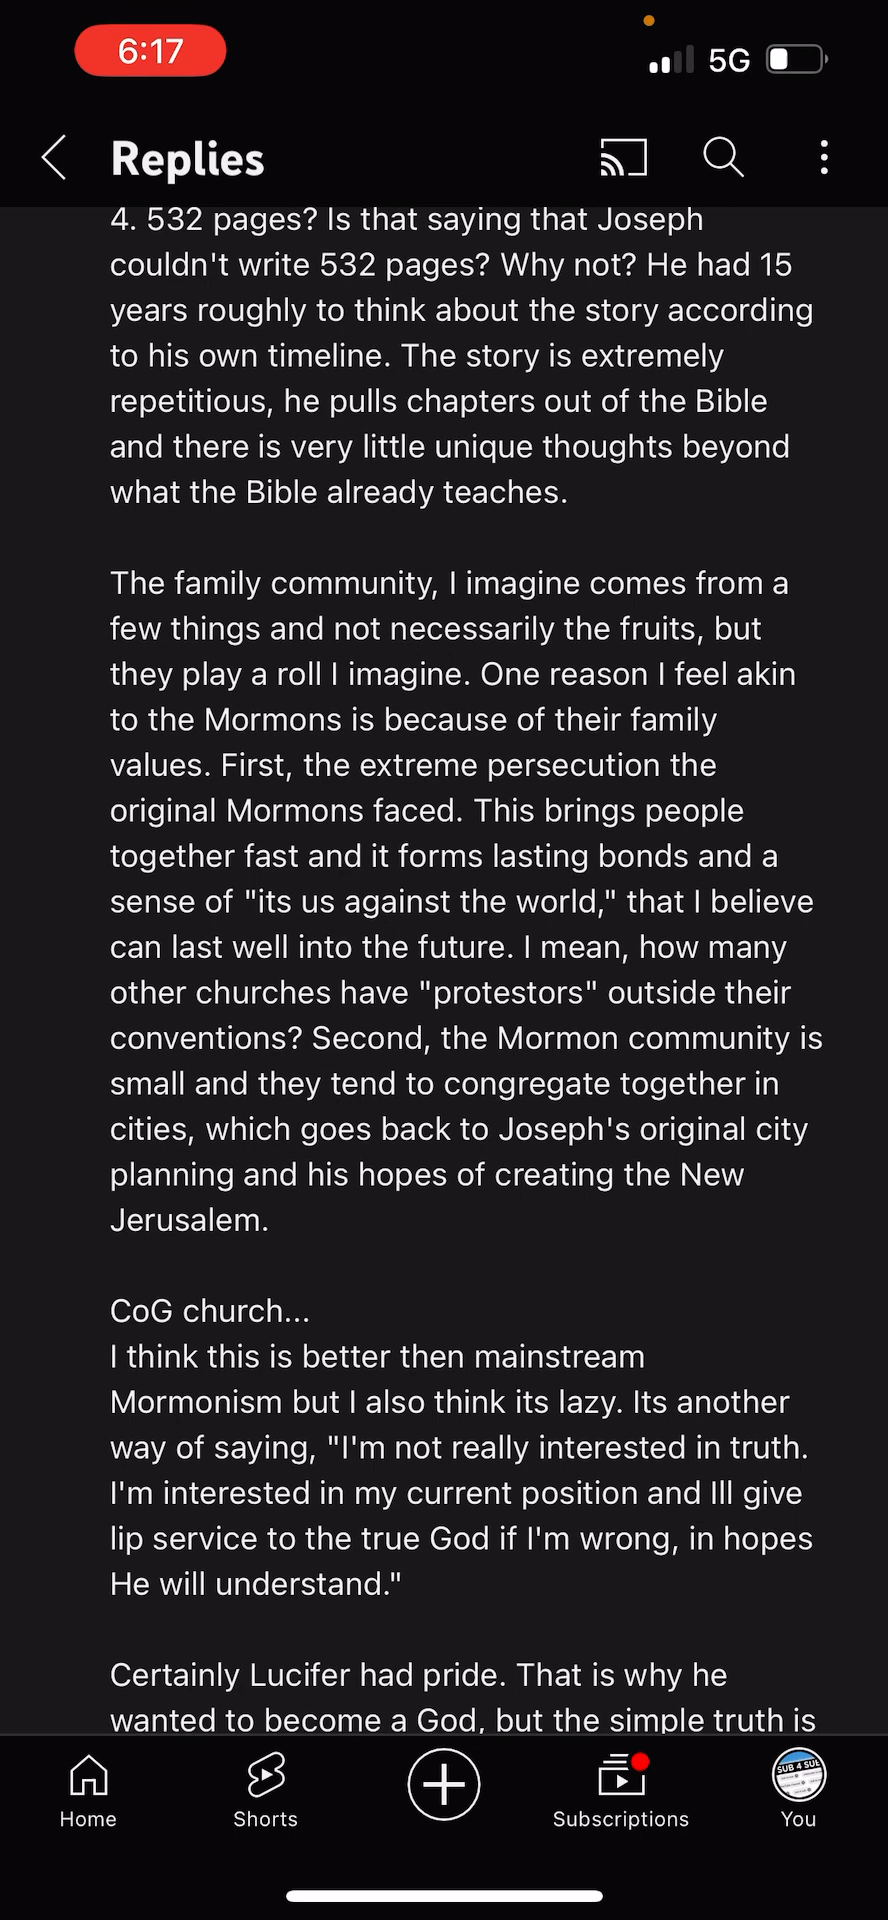 6:17
5G
Replies
4. 532 pages? Is that saying that Joseph
couldn't write 532 pages? Why not? He had 15
years roughly to think about the story according
to his own timeline. The story is extremely
repetitious, he pulls chapters out of the Bible
and there is very little unique thoughts beyond
what the Bible already teaches.
The family community, I imagine comes from a
few things and not necessarily the fruits, but
they play a roll I imagine. One reason I feel akin
to the Mormons is because of their family
values. First, the extreme persecution the
original Mormons faced. This brings people
together fast and it forms lasting bonds and a
sense of "its us against the world," that I believe
can last well into the future. I mean, how many
other churches have "protestors" outside their
conventions? Second, the Mormon community is
small and they tend to congregate together in
cities, which goes back to Joseph's original city
planning and his hopes of creating the New
Jerusalem.
CoG church...
I think this is better then mainstream
Mormonism but I also think its lazy. Its another
way of saying, "I'm not really interested in truth.
I'm interested in my current position and Ill give
lip service to the true God if I'm wrong, in hopes
He will understand."
Certainly Lucifer had pride. That is why he
wanted to become a God, but the simple truth is
SUB 4 SUB
Home
Shorts
Subscriptions
You